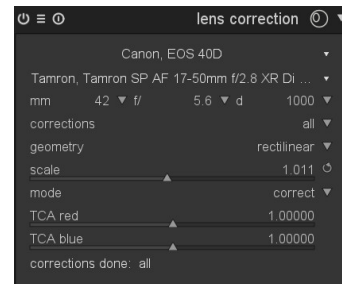 lens correction
Canon, EOS 40D
Tamron, Tamron SP AF 17-50mm f/2.8 XR Di ...
mm 42 f/ 5.6 d 1000
corrections all
geometry rectilinear
scale 1.011
mode correct
TCA red 1.00000
TCA blue 1.00000
corrections done: all